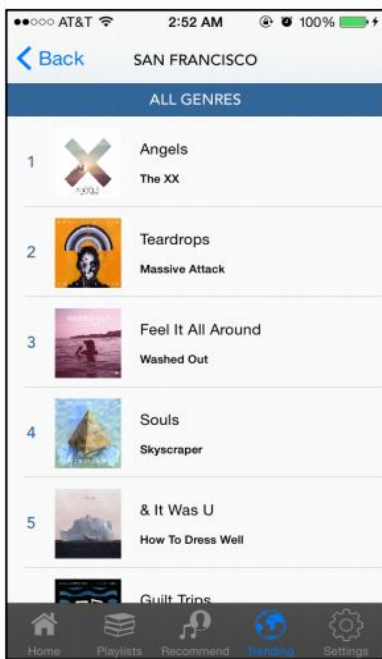 AT&T 2:52 AM 100%
Back SAN FRANCISCO
ALL GENRES
1
Angels
The XX
2
Teardrops
Massive Attack
3
Feel It All Around
Washed Out
4
Souls
Skyscraper
5
& It Was U
How To Dress Well
Guilt Trips
Home Playlists Recommend Trending Settings